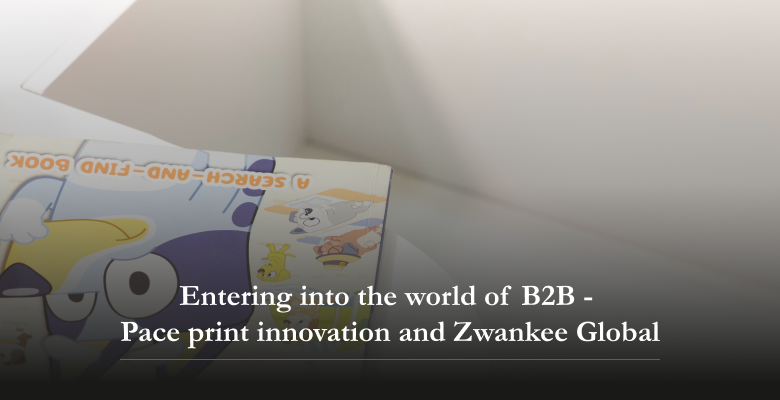 A SEARCH-AND-FIND BOOK
Entering into the world of B2B -
Pace print innovation and Zwankee Global